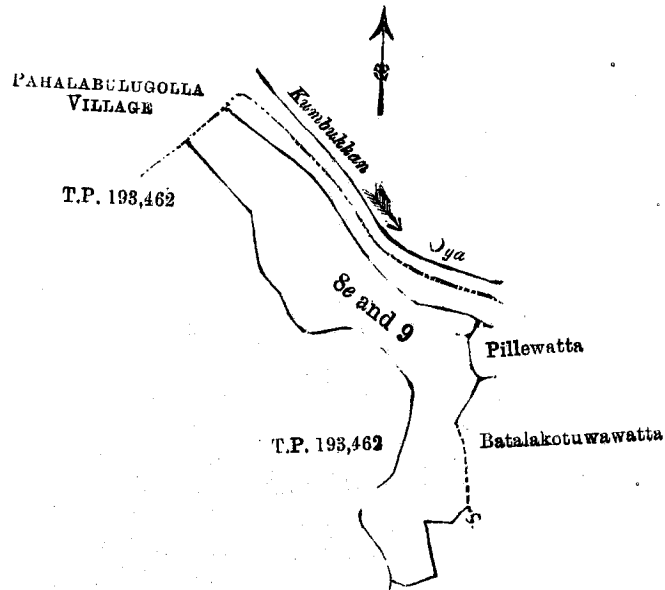 PAHALABULUGOLLA
VILLAGE
Kumbukkan
Oya
T.P. 193,462
8e and 9
Pillewatta
T.P. 193,462
Batalakotuwawatta